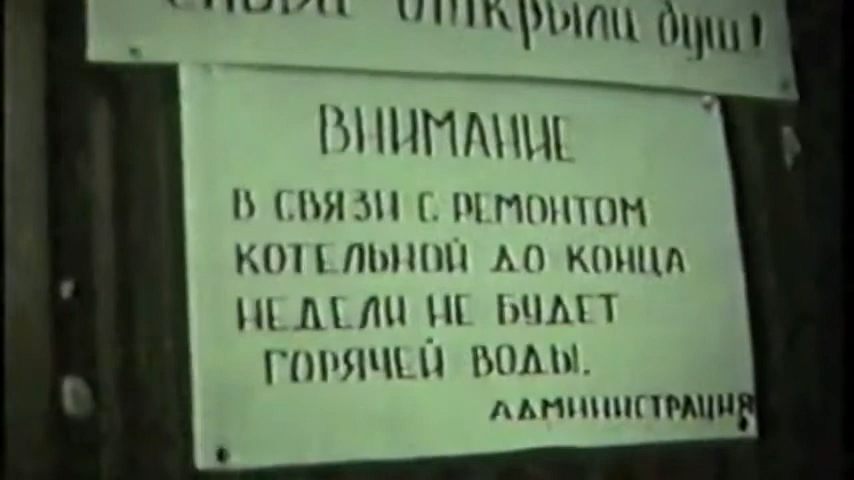 открыли душ!
ВНИМАНИЕ
В СВЯЗИ С РЕМОНТОМ
КОТЕЛЬНОЙ ДО КОНЦА
НЕДЕЛИ НЕ БУДЕТ
ГОРЯЧЕЙ ВОДЫ.
АДМИНИСТРАЦИЯ